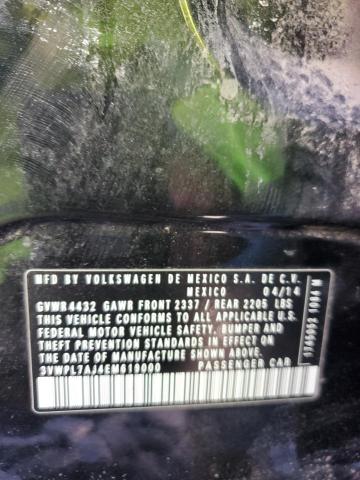 MFD BY VOLKSWAGEN DE MEXICO S.A. DE C.V.
MEXICO 04/14
GVWR4432 GAWR FRONT 2337 / REAR 2205 LBS
THIS VEHICLE CONFORMS TO ALL APPLICABLE U.S.
FEDERAL MOTOR VEHICLE SAFETY, BUMPER AND
THEFT PREVENTION STANDARDS IN EFFECT ON
THE DATE OF MANUFACTURE SHOWN ABOVE.
3VWPL7AJ4EM619000 PASSENGER CAR